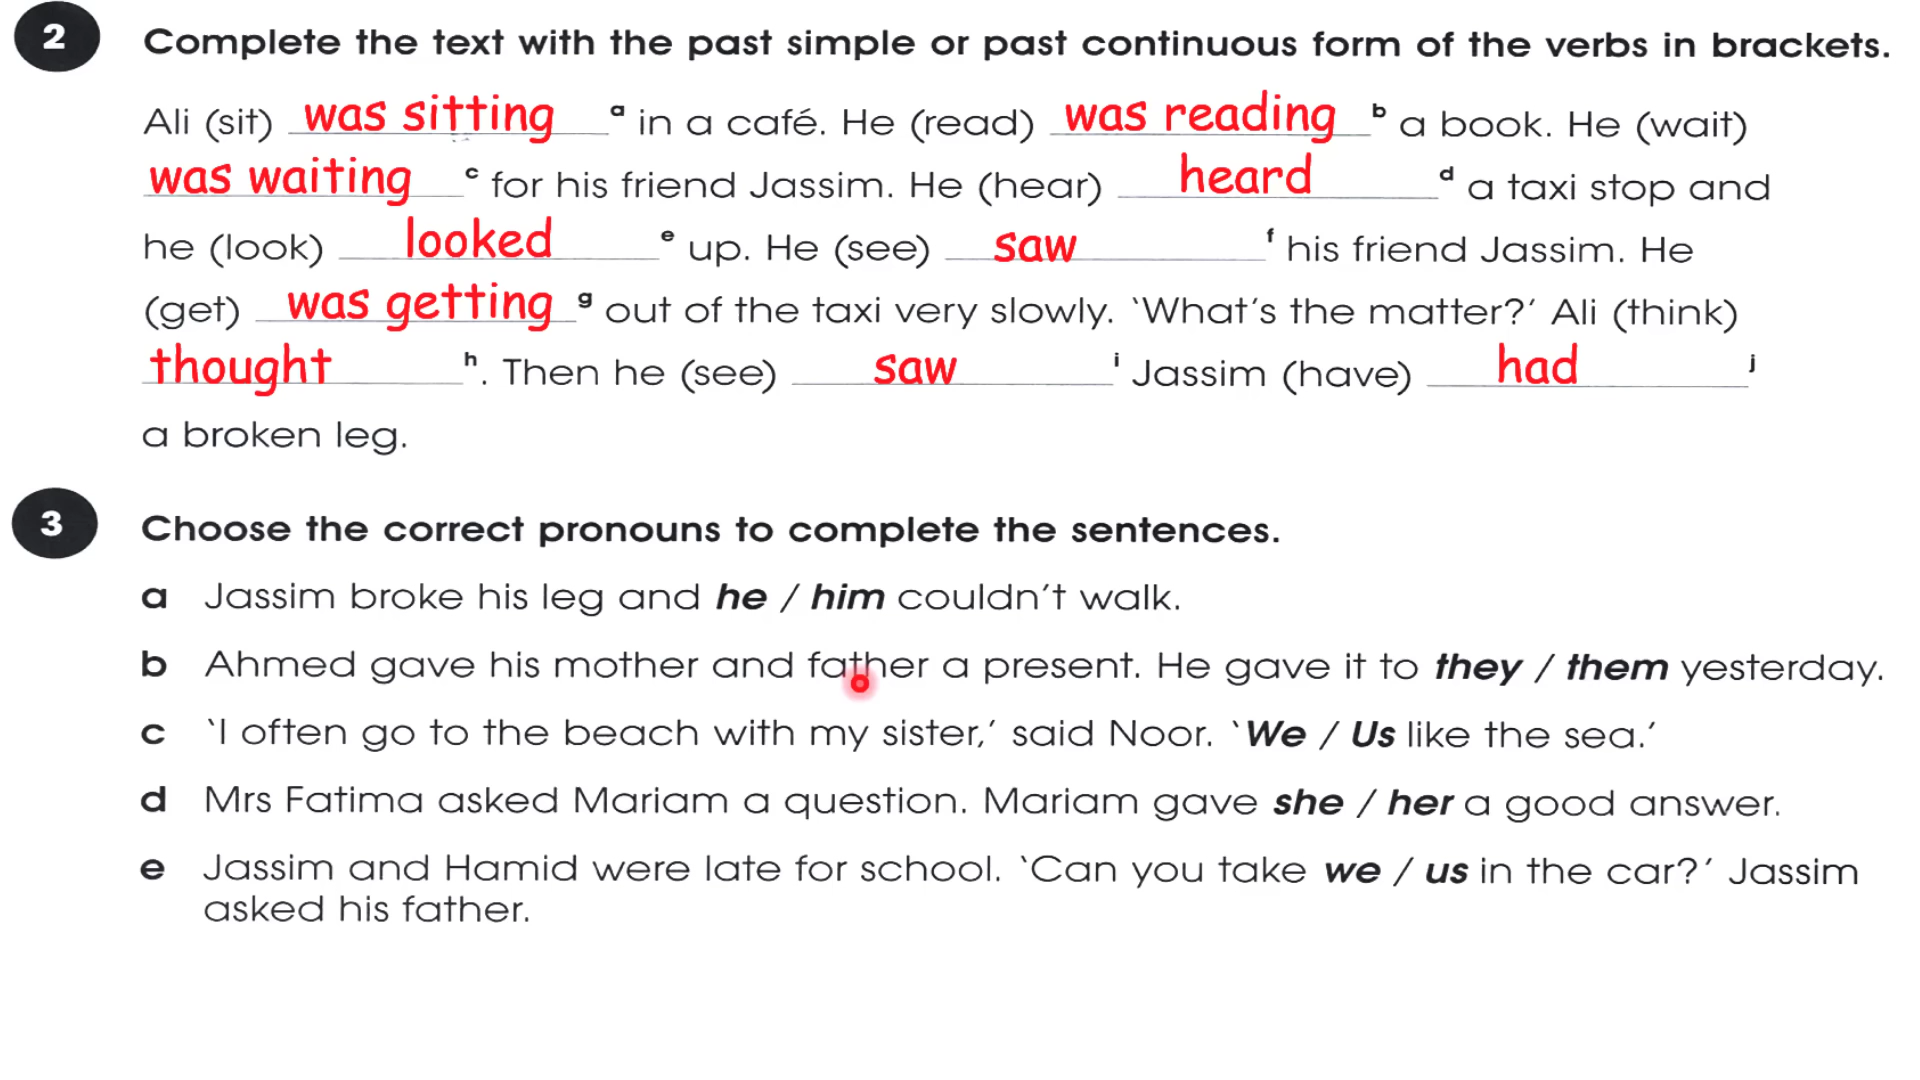 2 Complete the text with the past simple or past continuous form of the verbs in brackets.
Ali (sit) was sitting a in a café. He (read) was reading b a book. He (wait)
was waiting c for his friend Jassim. He (hear) heard d a taxi stop and
he (look) looked e up. He (see) saw f his friend Jassim. He
(get) was getting g out of the taxi very slowly. ‘What’s the matter?’ Ali (think)
thought h. Then he (see) saw i Jassim (have) had j
a broken leg.
3 Choose the correct pronouns to complete the sentences.
a Jassim broke his leg and he / him couldn’t walk.
b Ahmed gave his mother and father a present. He gave it to they / them yesterday.
c ‘I often go to the beach with my sister,’ said Noor. ‘We / Us like the sea.’
d Mrs Fatima asked Mariam a question. Mariam gave she / her a good answer.
e Jassim and Hamid were late for school. ‘Can you take we / us in the car?’ Jassim
asked his father.